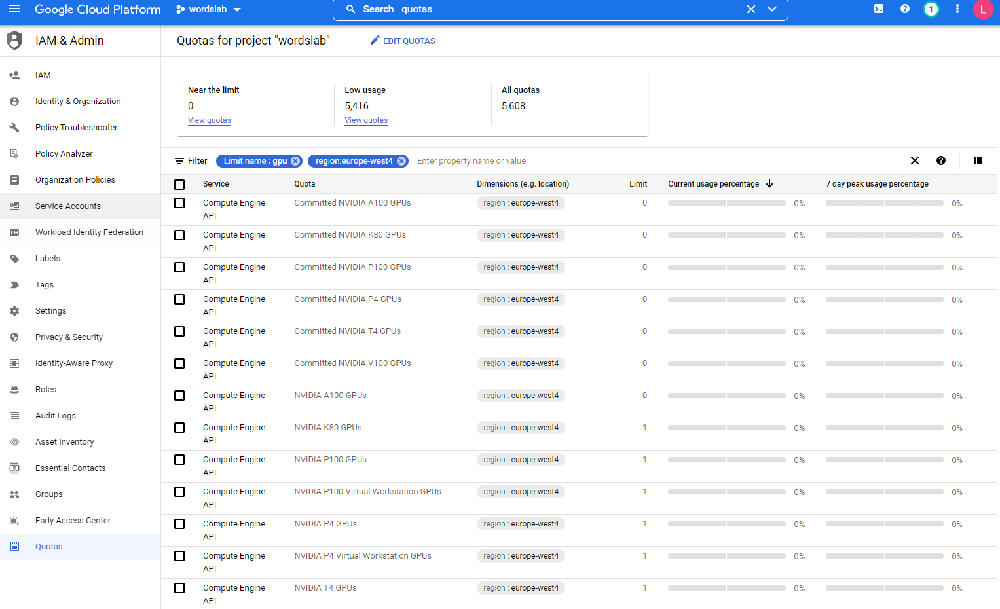 Google Cloud Platform
wordslab
Search quotas
1
L
IAM & Admin
Quotas for project "wordslab"
EDIT QUOTAS
IAM
Identity & Organization
Policy Troubleshooter
Policy Analyzer
Organization Policies
Service Accounts
Workload Identity Federation
Labels
Tags
Settings
Privacy & Security
Identity-Aware Proxy
Roles
Audit Logs
Asset Inventory
Essential Contacts
Groups
Early Access Center
Quotas
Near the limit
0
View quotas
Low usage
5,416
View quotas
All quotas
5,608
Filter Limit name : gpu region:europe-west4 Enter property name or value
Service Quota Dimensions (e.g. location) Limit Current usage percentage 7 day peak usage percentage
Compute Engine API Committed NVIDIA A100 GPUs region : europe-west4 0 0% 0%
Compute Engine API Committed NVIDIA K80 GPUs region : europe-west4 0 0% 0%
Compute Engine API Committed NVIDIA P100 GPUs region : europe-west4 0 0% 0%
Compute Engine API Committed NVIDIA P4 GPUs region : europe-west4 0 0% 0%
Compute Engine API Committed NVIDIA T4 GPUs region : europe-west4 0 0% 0%
Compute Engine API Committed NVIDIA V100 GPUs region : europe-west4 0 0% 0%
Compute Engine API NVIDIA A100 GPUs region : europe-west4 0 0% 0%
Compute Engine API NVIDIA K80 GPUs region : europe-west4 1 0% 0%
Compute Engine API NVIDIA P100 GPUs region : europe-west4 1 0% 0%
Compute Engine API NVIDIA P100 Virtual Workstation GPUs region : europe-west4 1 0% 0%
Compute Engine API NVIDIA P4 GPUs region : europe-west4 1 0% 0%
Compute Engine API NVIDIA P4 Virtual Workstation GPUs region : europe-west4 1 0% 0%
Compute Engine API NVIDIA T4 GPUs region : europe-west4 1 0% 0%